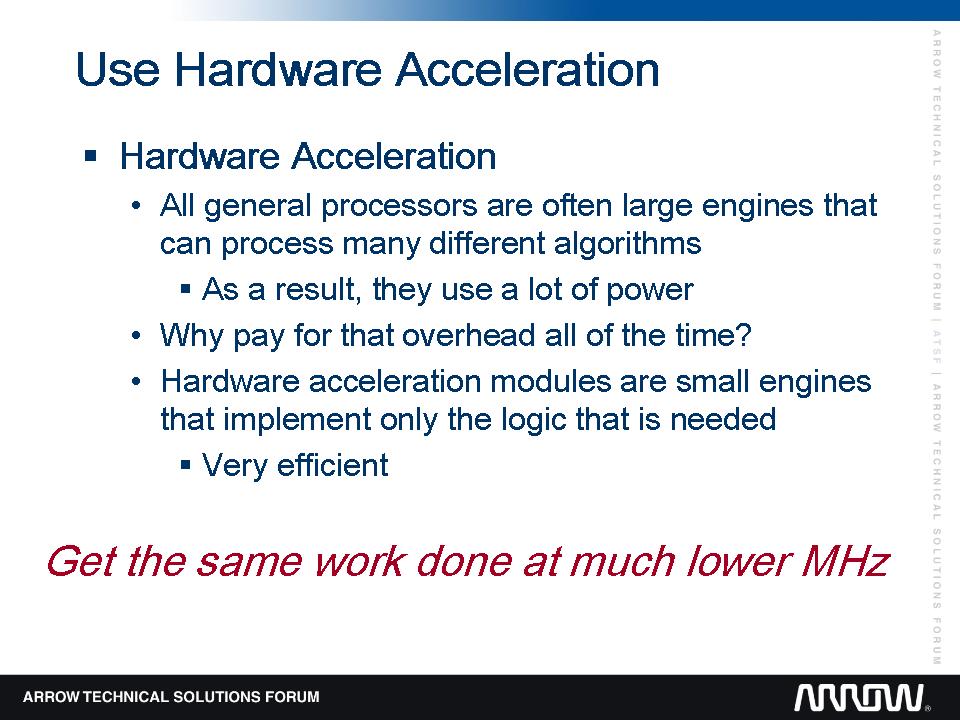 Use Hardware Acceleration
▪ Hardware Acceleration
• All general processors are often large engines that
can process many different algorithms
▪ As a result, they use a lot of power
• Why pay for that overhead all of the time?
• Hardware acceleration modules are small engines
that implement only the logic that is needed
▪ Very efficient
Get the same work done at much lower MHz
ARROW TECHNICAL SOLUTIONS FORUM | ATSF | ARROW TECHNICAL SOLUTIONS FORUM
ARROW TECHNICAL SOLUTIONS FORUM
ARROW®